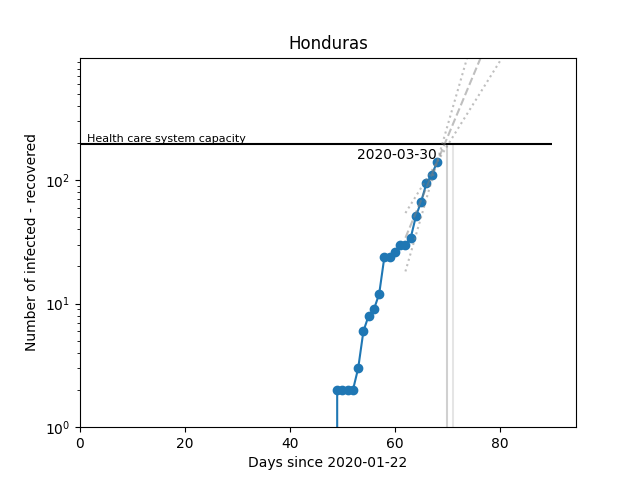 Honduras
Number of infected - recovered
10²
10¹
10⁰
Health care system capacity
2020-03-30
0 20 40 60 80
Days since 2020-01-22